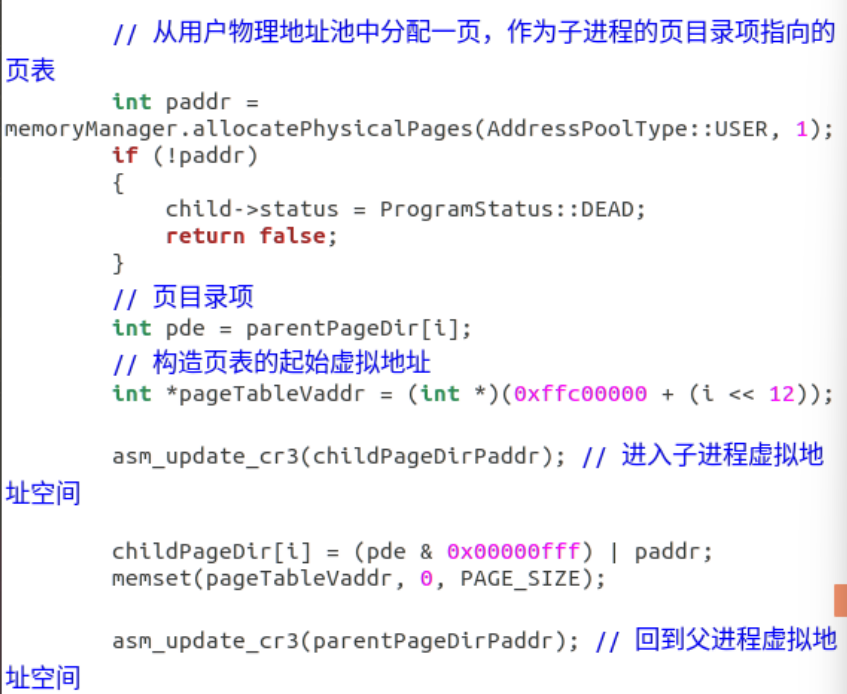 // 从用户物理地址池中分配一页，作为子进程的页目录项指向的
页表
int paddr =
memoryManager.allocatePhysicalPages(AddressPoolType::USER, 1);
if (!paddr)
{
child->status = ProgramStatus::DEAD;
return false;
}
// 页目录项
int pde = parentPageDir[i];
// 构造页表的起始虚拟地址
int *pageTableVaddr = (int *)(0xffc00000 + (i << 12));
asm_update_cr3(childPageDirPaddr); // 进入子进程虚拟地
址空间
childPageDir[i] = (pde & 0x00000fff) | paddr;
memset(pageTableVaddr, 0, PAGE_SIZE);
asm_update_cr3(parentPageDirPaddr); // 回到父进程虚拟地
址空间